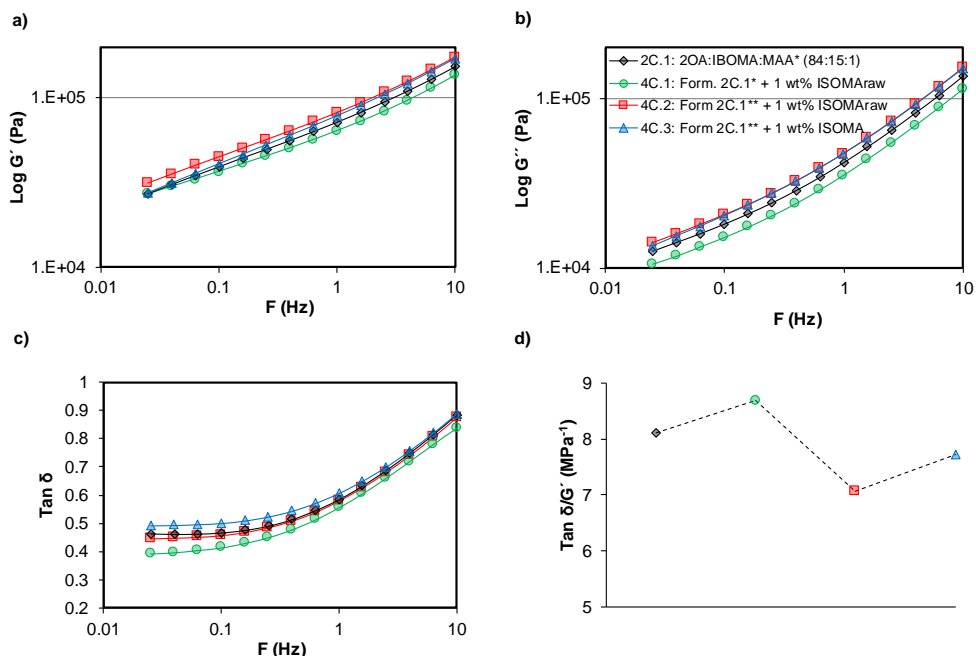 a)
Log G´ (Pa)
1.E+05
1.E+04
0.01
0.1
1
10
F (Hz)
b)
Log G´´ (Pa)
1.E+05
1.E+04
2C.1: 2OA:IBOMA:MAA* (84:15:1)
4C.1: Form. 2C.1* + 1 wt% ISOMAraw
4C.2: Form 2C.1** + 1 wt% ISOMAraw
4C.3: Form 2C.1** + 1 wt% ISOMA
0.01
0.1
1
10
F (Hz)
c)
Tan δ
1
0.9
0.8
0.7
0.6
0.5
0.4
0.3
0.2
0.01
0.1
1
10
F (Hz)
d)
Tan δ/G´ (MPa⁻¹)
9
8
7
6
5